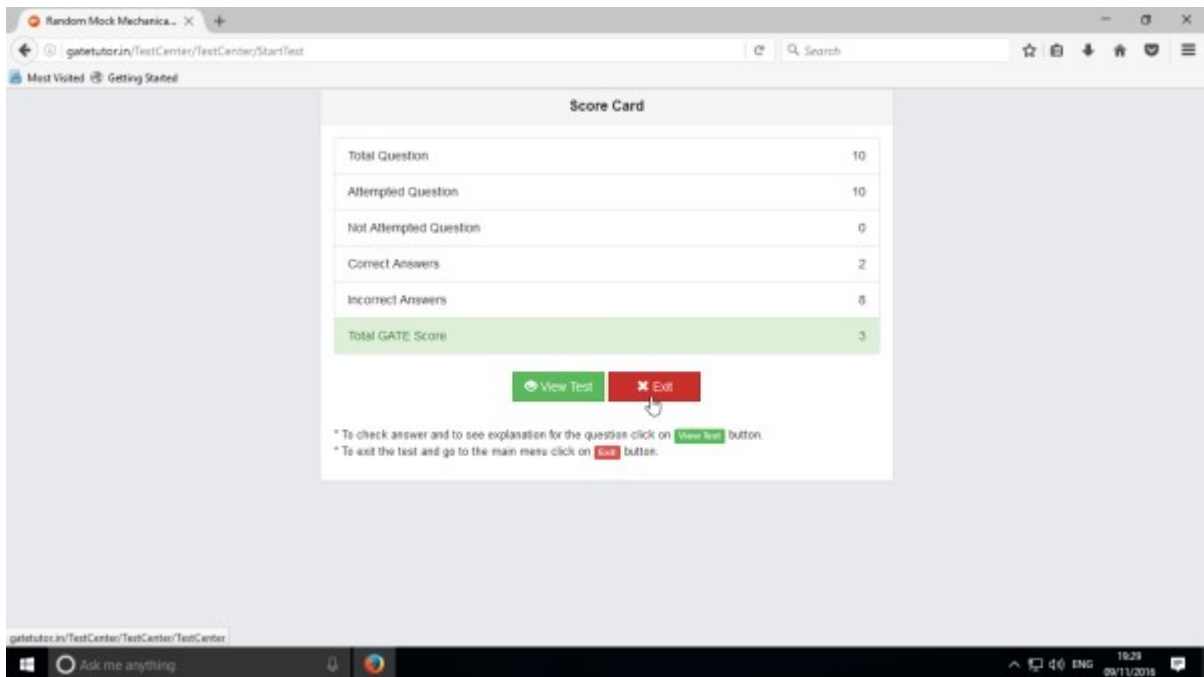 Random Mock Mechanica...
gatetutor.in/TestCenter/TestCenter/StartTest
Search
Most Visited Getting Started
Score Card
Total Question 10
Attempted Question 10
Not Attempted Question 0
Correct Answers 2
Incorrect Answers 8
Total GATE Score 3
View Test Exit
* To check answer and to see explanation for the question click on View Test button.
* To exit the test and go to the main menu click on Exit button.
gatetutor.in/TestCenter/TestCenter/TestCenter
Ask me anything
ENG
19:29
09/11/2016